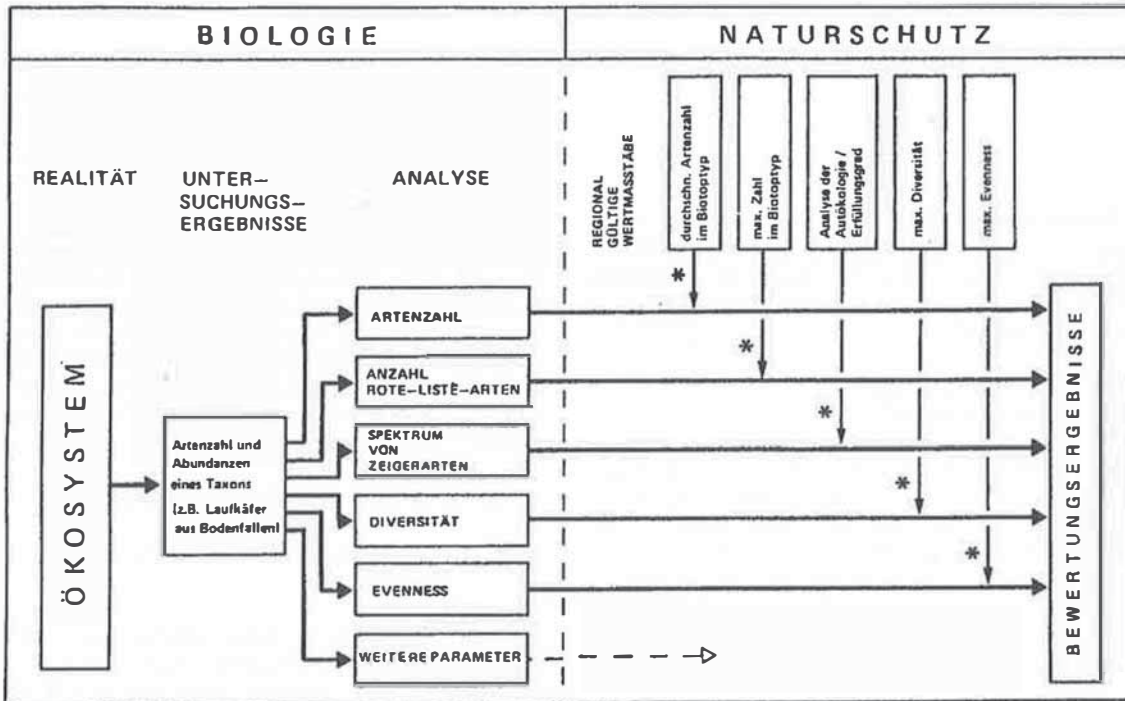 BIOLOGIE
NATURSCHUTZ
REALITÄT
UNTER-
SUCHUNGS-
ERGEBNISSE
ANALYSE
REGIONAL
GÜLTIGE
WERTMASSTÄBE
durchschn. Artenzahl
im Biotoptyp
max. Zahl
im Biotoptyp
Analyse der
Autökologie /
Erfüllungsgrad
max. Diversität
max. Evenness
ÖKOSYSTEM
Artenzahl und
Abundanzen
eines Taxons
(z.B. Laufkäfer
aus Bodenfallen)
ARTENZAHL
ANZAHL
ROTE-LISTE-ARTEN
SPEKTRUM
VON
ZEIGERARTEN
DIVERSITÄT
EVENNESS
WEITERE PARAMETER
*
*
*
*
*
BEWERTUNGSERGEBNISSE